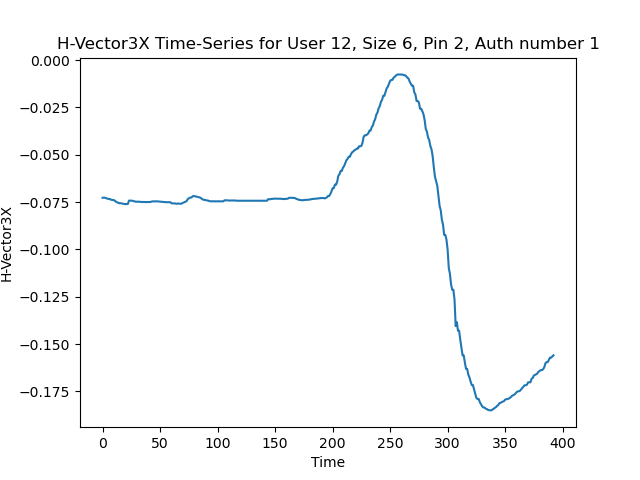 H-Vector3X Time-Series for User 12, Size 6, Pin 2, Auth number 1
0.000
−0.025
−0.050
−0.075
−0.100
−0.125
−0.150
−0.175
H-Vector3X
0 50 100 150 200 250 300 350 400
Time